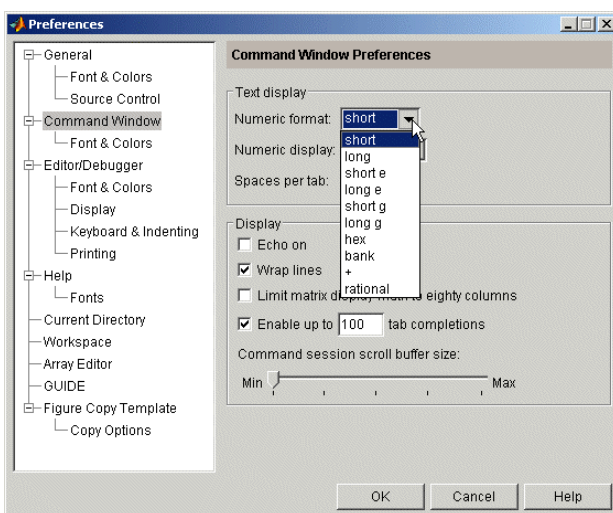 Preferences
General
Font & Colors
Source Control
Command Window
Font & Colors
Editor/Debugger
Font & Colors
Display
Keyboard & Indenting
Printing
Help
Fonts
Current Directory
Workspace
Array Editor
GUIDE
Figure Copy Template
Copy Options
Command Window Preferences
Text display
Numeric format: short
short
long
short e
long e
short g
long g
hex
bank
+
rational
Numeric display:
Spaces per tab:
Display
Echo on
Wrap lines
Limit matrix display width to eighty columns
Enable up to 100 tab completions
Command session scroll buffer size:
Min Max
OK Cancel Help